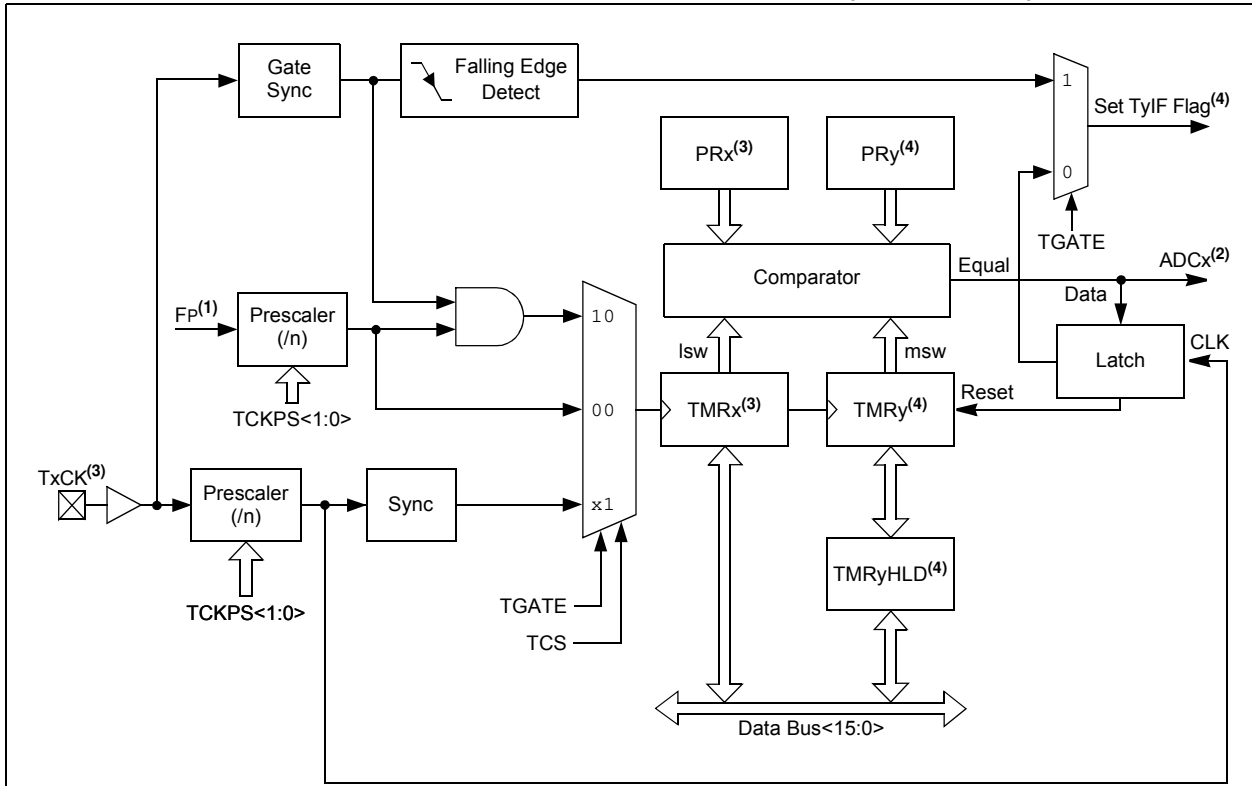 Gate
Sync
Falling Edge
Detect
1
Set TyIF Flag(4)
PRx(3)
PRy(4)
0
TGATE
Comparator
Equal
ADCx(2)
Data
FP(1)
Prescaler
(/n)
10
lsw
msw
Latch
CLK
TCKPS<1:0>
00
TMRx(3)
TMRy(4)
Reset
TxCK(3)
Prescaler
(/n)
Sync
x1
TMRyHLD(4)
TCKPS<1:0>
TGATE
TCS
Data Bus<15:0>